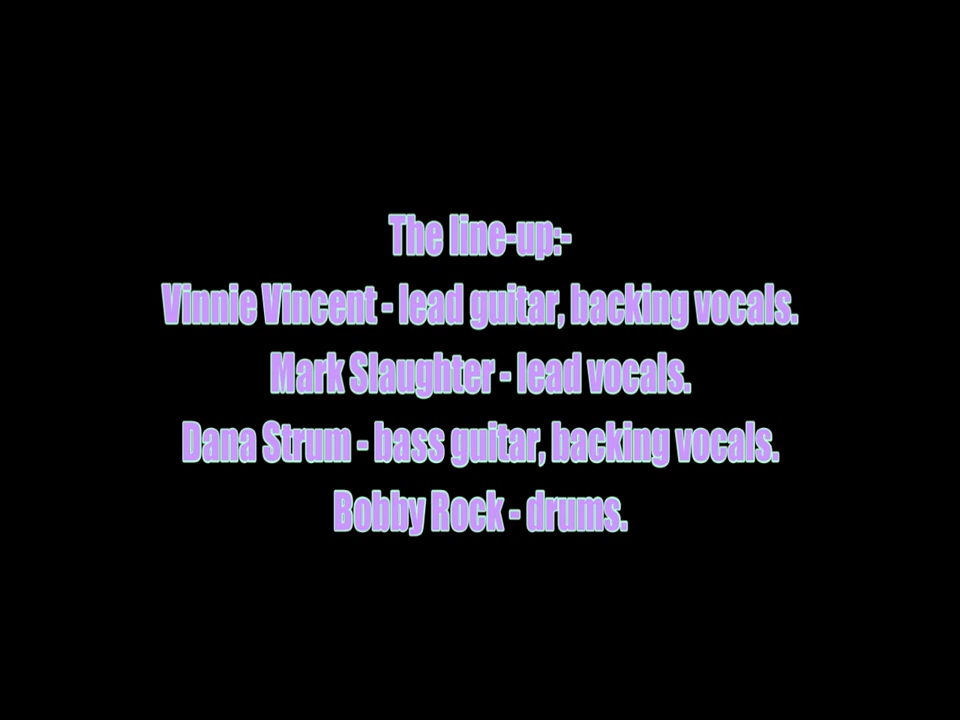 The line-up:-
Vinnie Vincent - lead guitar, backing vocals.
Mark Slaughter - lead vocals.
Dana Strum - bass guitar, backing vocals.
Bobby Rock - drums.